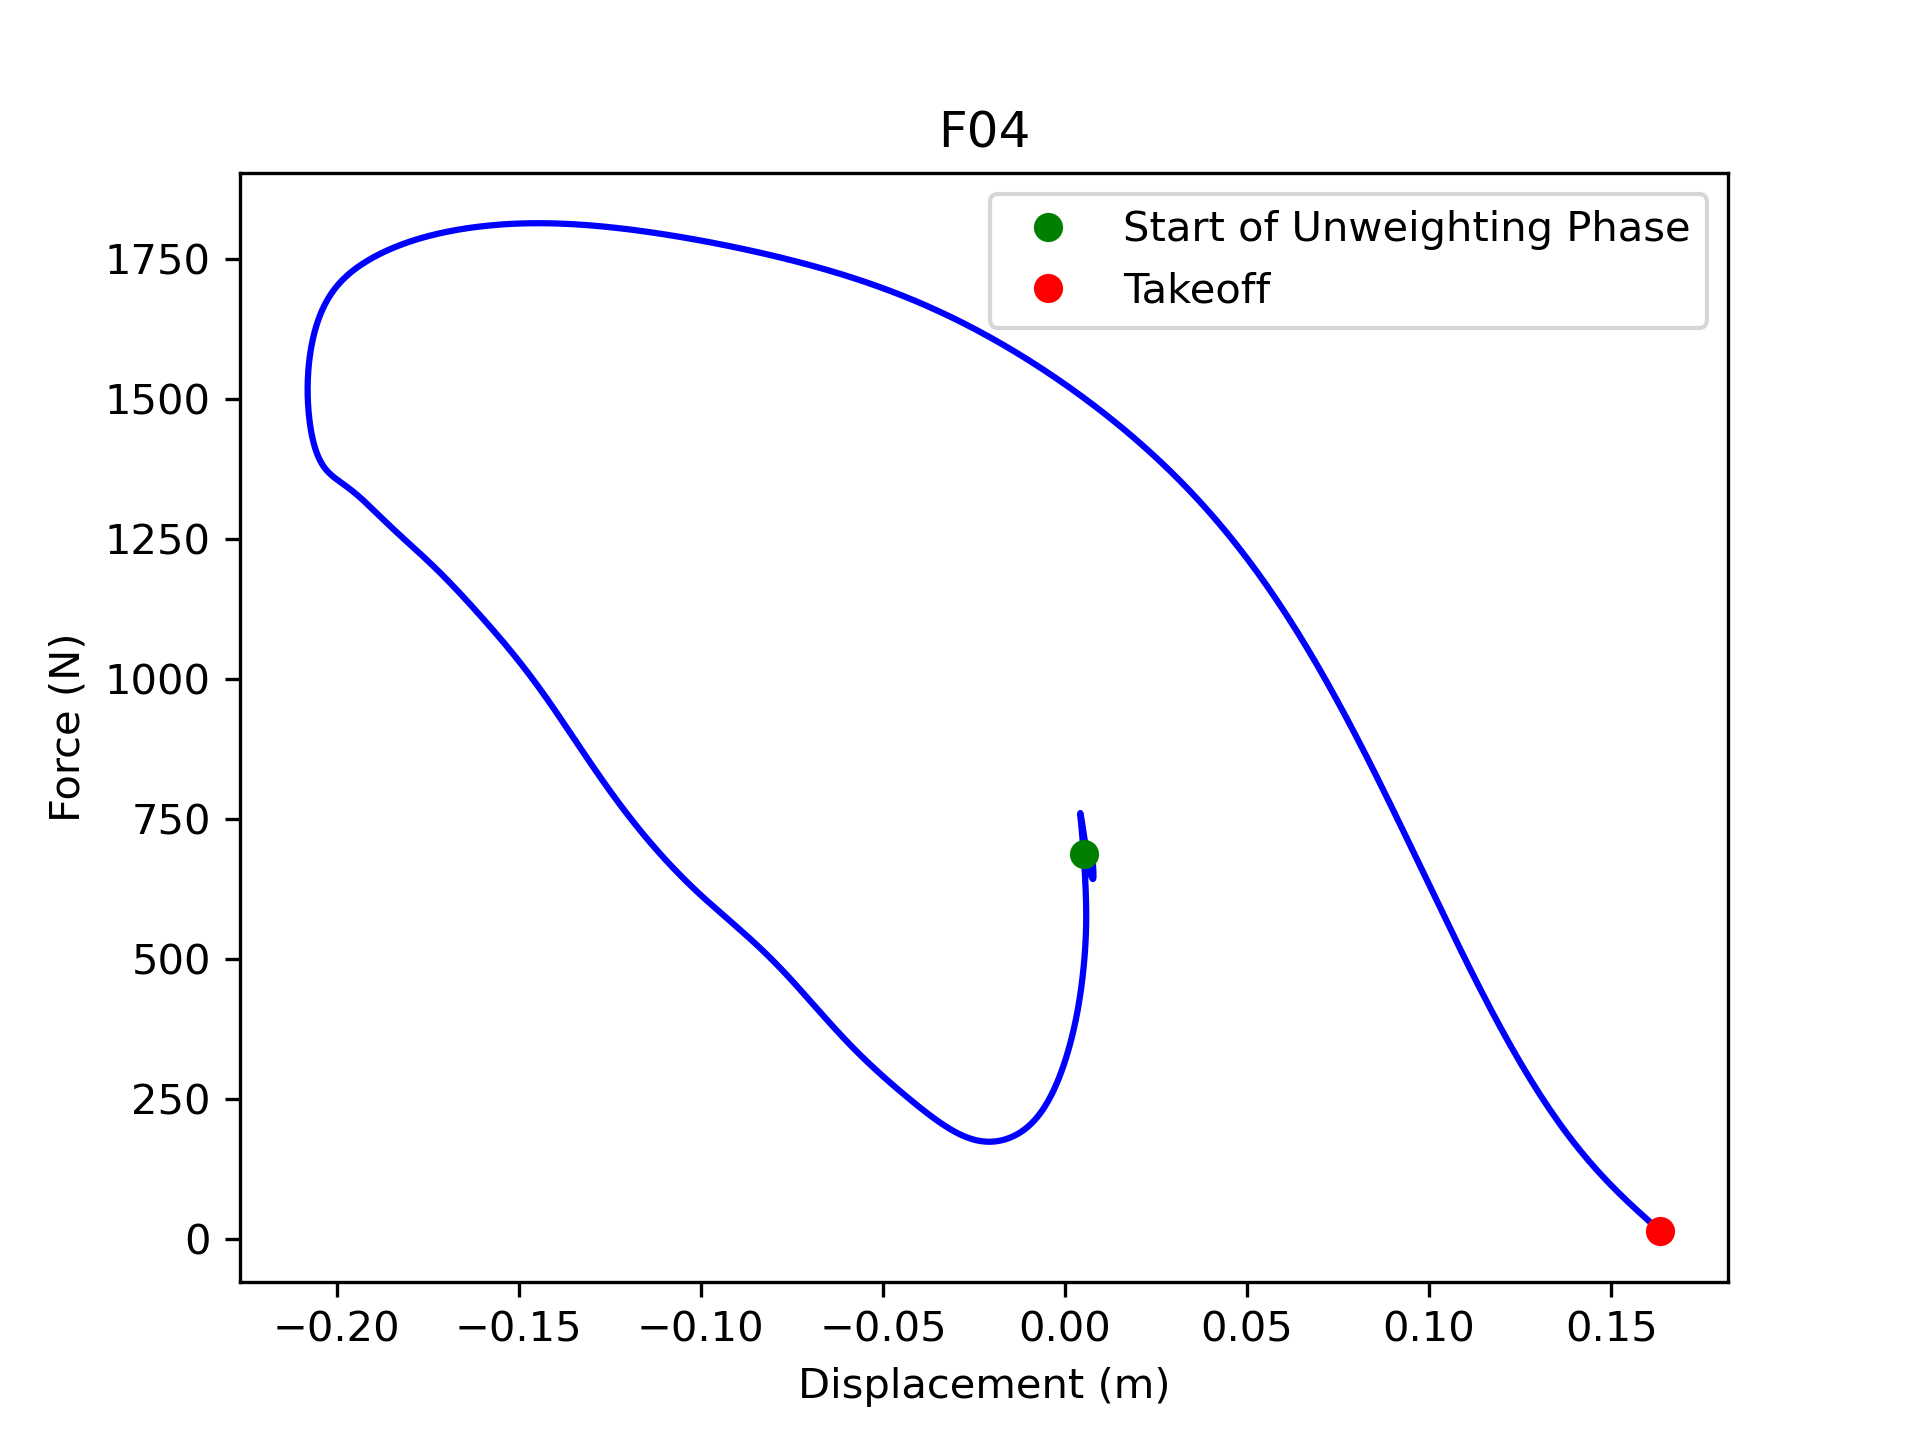 F04
Start of Unweighting Phase
Takeoff
1750
1500
1250
1000
750
500
250
0
Force (N)
−0.20 −0.15 −0.10 −0.05 0.00 0.05 0.10 0.15
Displacement (m)